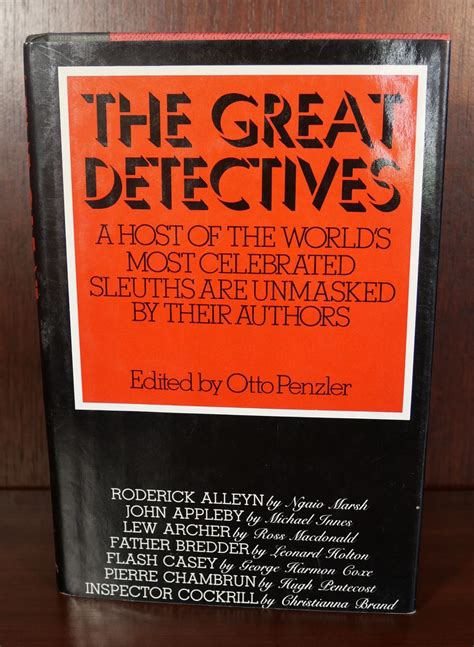 THE GREAT
DETECTIVES
A HOST OF THE WORLD'S
MOST CELEBRATED
SLEUTHS ARE UNMASKED
BY THEIR AUTHORS
Edited by Otto Penzler
RODERICK ALLEYN by Ngaio Marsh
JOHN APPLEBY by Michael Innes
LEW ARCHER by Ross Macdonald
FATHER BREDDER by Leonard Holton
FLASH CASEY by George Harmon Coxe
PIERRE CHAMBRUN by Hugh Pentecost
INSPECTOR COCKRILL by Christianna Brand